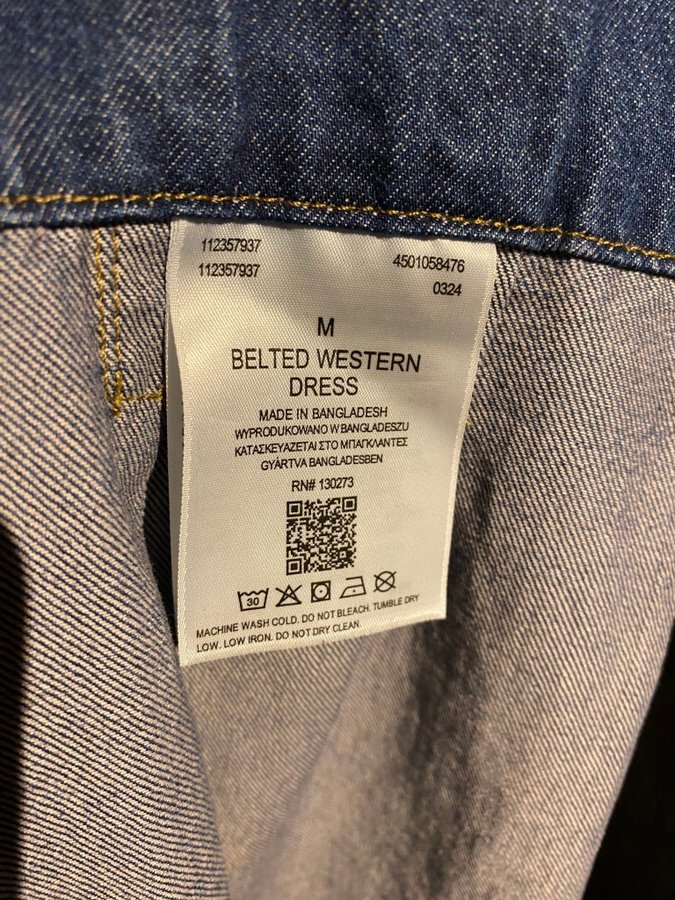 112357937
112357937
4501058476
0324
M
BELTED WESTERN
DRESS
MADE IN BANGLADESH
WYPRODUKOWANO W BANGLADESZU
ΚΑΤΑΣΚΕΥΑΖΕΤΑΙ ΣΤΟ ΜΠΑΓΚΛΑΝΤΕΣ
GYÁRTVA BANGLADESBEN
RN# 130273
30
MACHINE WASH COLD. DO NOT BLEACH. TUMBLE DRY
LOW. LOW IRON. DO NOT DRY CLEAN.